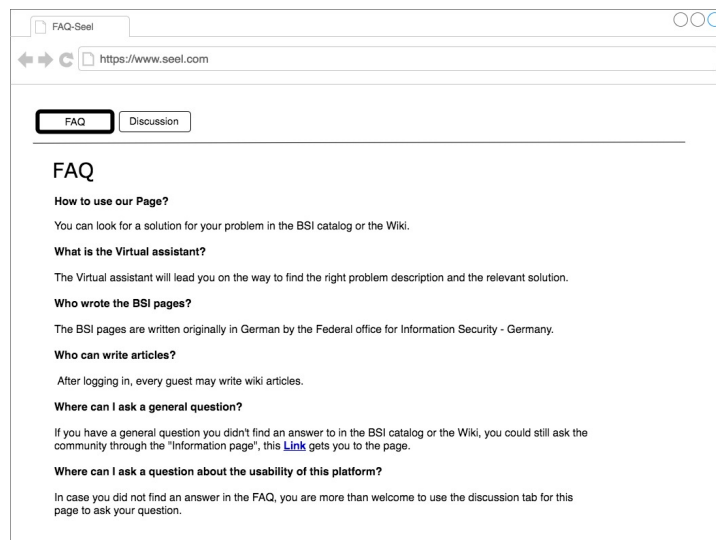 FAQ-Seel
https://www.seel.com
FAQ
Discussion
FAQ
How to use our Page?
You can look for a solution for your problem in the BSI catalog or the Wiki.
What is the Virtual assistant?
The Virtual assistant will lead you on the way to find the right problem description and the relevant solution.
Who wrote the BSI pages?
The BSI pages are written originally in German by the Federal office for Information Security - Germany.
Who can write articles?
After logging in, every guest may write wiki articles.
Where can I ask a general question?
If you have a general question you didn't find an answer to in the BSI catalog or the Wiki, you could still ask the
community through the "Information page", this Link gets you to the page.
Where can I ask a question about the usability of this platform?
In case you did not find an answer in the FAQ, you are more than welcome to use the discussion tab for this
page to ask your question.